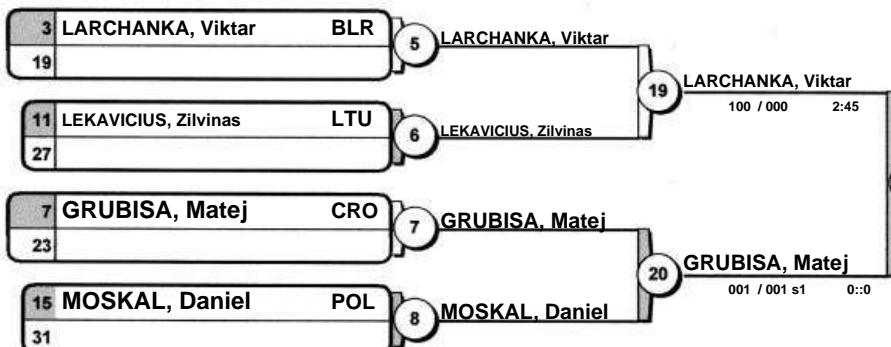 3 LARCHANKA, Viktar BLR
19
5
LARCHANKA, Viktar
11 LEKAVICIUS, Zilvinas LTU
27
6
LEKAVICIUS, Zilvinas
19
LARCHANKA, Viktar
100 / 000 2:45
7 GRUBISA, Matej CRO
23
7
GRUBISA, Matej
15 MOSKAL, Daniel POL
31
8
MOSKAL, Daniel
20
GRUBISA, Matej
001 / 001 s1 0::0